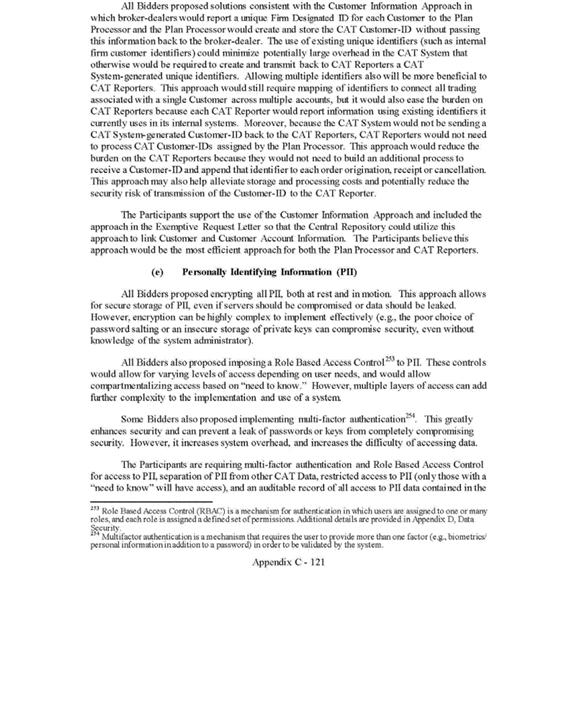 All Bidders proposed solutions consistent with the Customer Information Approach in
which broker-dealers would report a unique Firm Designated ID for each Customer to the Plan
Processor and the Plan Processor would create and store the CAT Customer-ID without passing
this information back to the broker-dealer. The use of existing unique identifiers (such as internal
firm customer identifiers) could minimize potentially large overhead in the CAT System that
otherwise would be required to create and transmit back to CAT Reporters a CAT
System-generated unique identifiers. Allowing multiple identifiers also will be more beneficial to
CAT Reporters. This approach would still require mapping of identifiers to connect all trading
associated with a single Customer across multiple accounts, but it would also ease the burden on
CAT Reporters because each CAT Reporter would report information using existing identifiers it
currently uses in its internal systems. Moreover, because the CAT System would not be sending a
CAT System-generated Customer-ID back to the CAT Reporters, CAT Reporters would not need
to process CAT Customer-IDs assigned by the Plan Processor. This approach would reduce the
burden on the CAT Reporters because they would not need to build an additional process to
receive a Customer-ID and append that identifier to each order origination, receipt or cancellation.
This approach may also help alleviate storage and processing costs and potentially reduce the
security risk of transmission of the Customer-ID to the CAT Reporter.
The Participants support the use of the Customer Information Approach and included the
approach in the Exemptive Request Letter so that the Central Repository could utilize this
approach to link Customer and Customer Account Information. The Participants believe this
approach would be the most efficient approach for both the Plan Processor and CAT Reporters.
(e) Personally Identifying Information (PII)
All Bidders proposed encrypting all PII, both at rest and in motion. This approach allows
for secure storage of PII, even if servers should be compromised or data should be leaked.
However, encryption can be highly complex to implement effectively (e.g., the poor choice of
password salting or an insecure storage of private keys can compromise security, even without
knowledge of the system administrator).
All Bidders also proposed imposing a Role Based Access Control253 to PII. These controls
would allow for varying levels of access depending on user needs, and would allow
compartmentalizing access based on “need to know.” However, multiple layers of access can add
further complexity to the implementation and use of a system.
Some Bidders also proposed implementing multi-factor authentication254. This greatly
enhances security and can prevent a leak of passwords or keys from completely compromising
security. However, it increases system overhead, and increases the difficulty of accessing data.
The Participants are requiring multi-factor authentication and Role Based Access Control
for access to PII, separation of PII from other CAT Data, restricted access to PII (only those with a
“need to know” will have access), and an auditable record of all access to PII data contained in the
253 Role Based Access Control (RBAC) is a mechanism for authentication in which users are assigned to one or many
roles, and each role is assigned a defined set of permissions. Additional details are provided in Appendix D, Data
Security.
254 Multifactor authentication is a mechanism that requires the user to provide more than one factor (e.g., biometrics/
personal information in addition to a password) in order to be validated by the system.
Appendix C - 121